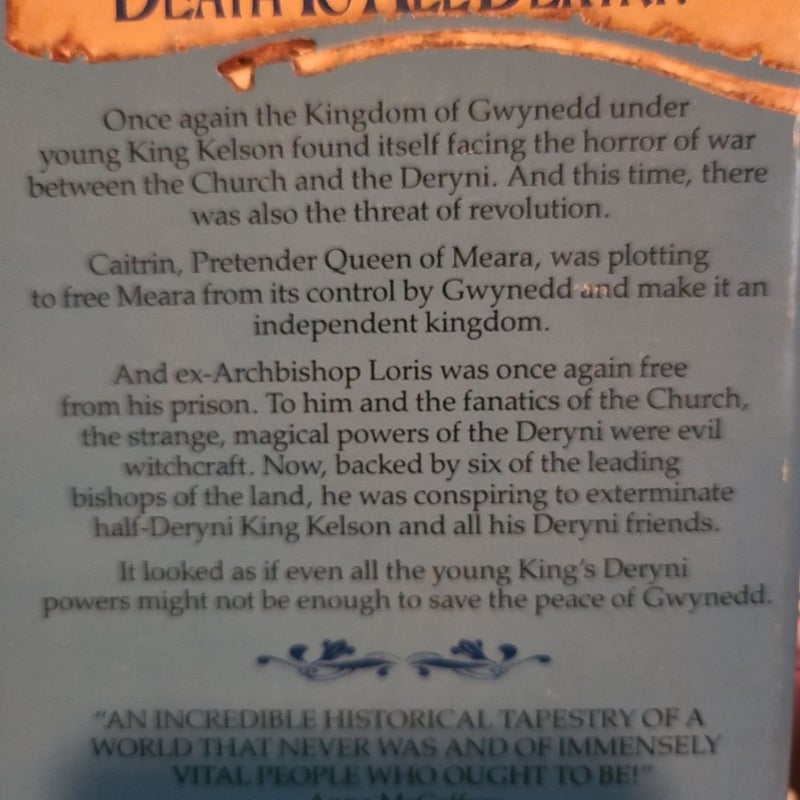 DEATH TO ALL DERYNI!
Once again the Kingdom of Gwynedd under
young King Kelson found itself facing the horror of war
between the Church and the Deryni. And this time, there
was also the threat of revolution.
Caitrin, Pretender Queen of Meara, was plotting
to free Meara from its control by Gwynedd and make it an
independent kingdom.
And ex-Archbishop Loris was once again free
from his prison. To him and the fanatics of the Church,
the strange, magical powers of the Deryni were evil
witchcraft. Now, backed by six of the leading
bishops of the land, he was conspiring to exterminate
half-Deryni King Kelson and all his Deryni friends.
It looked as if even all the young King's Deryni
powers might not be enough to save the peace of Gwynedd.
"AN INCREDIBLE HISTORICAL TAPESTRY OF A
WORLD THAT NEVER WAS AND OF IMMENSELY
VITAL PEOPLE WHO OUGHT TO BE!"